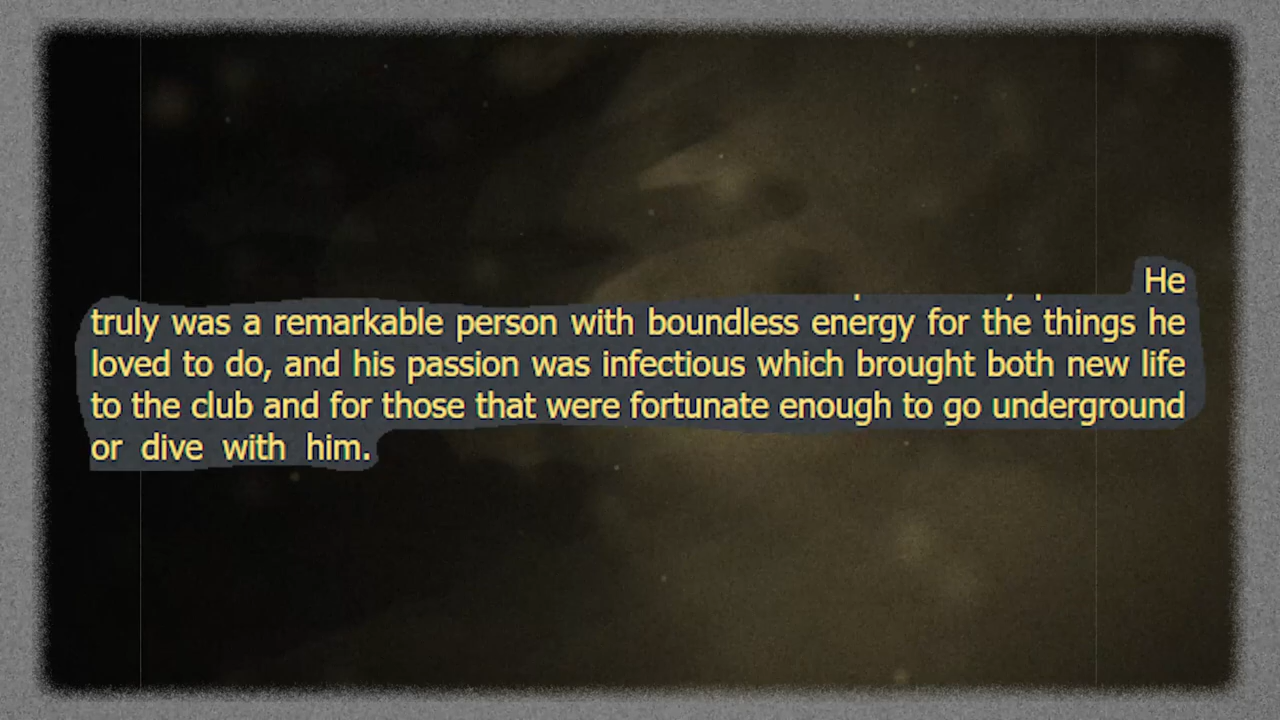 He
truly was a remarkable person with boundless energy for the things he
loved to do, and his passion was infectious which brought both new life
to the club and for those that were fortunate enough to go underground
or dive with him.